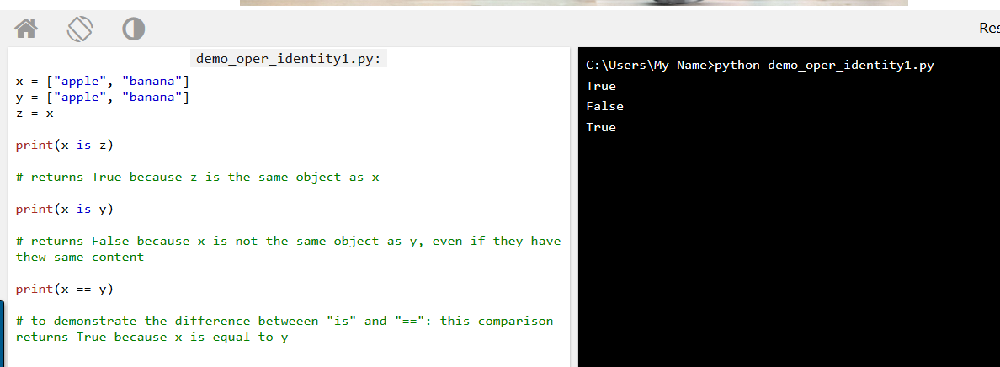 Res
demo_oper_identity1.py:
x = ["apple", "banana"]
y = ["apple", "banana"]
z = x
print(x is z)
# returns True because z is the same object as x
print(x is y)
# returns False because x is not the same object as y, even if they have
thew same content
print(x == y)
# to demonstrate the difference betweeen "is" and "==": this comparison
returns True because x is equal to y
C:\Users\My Name>python demo_oper_identity1.py
True
False
True